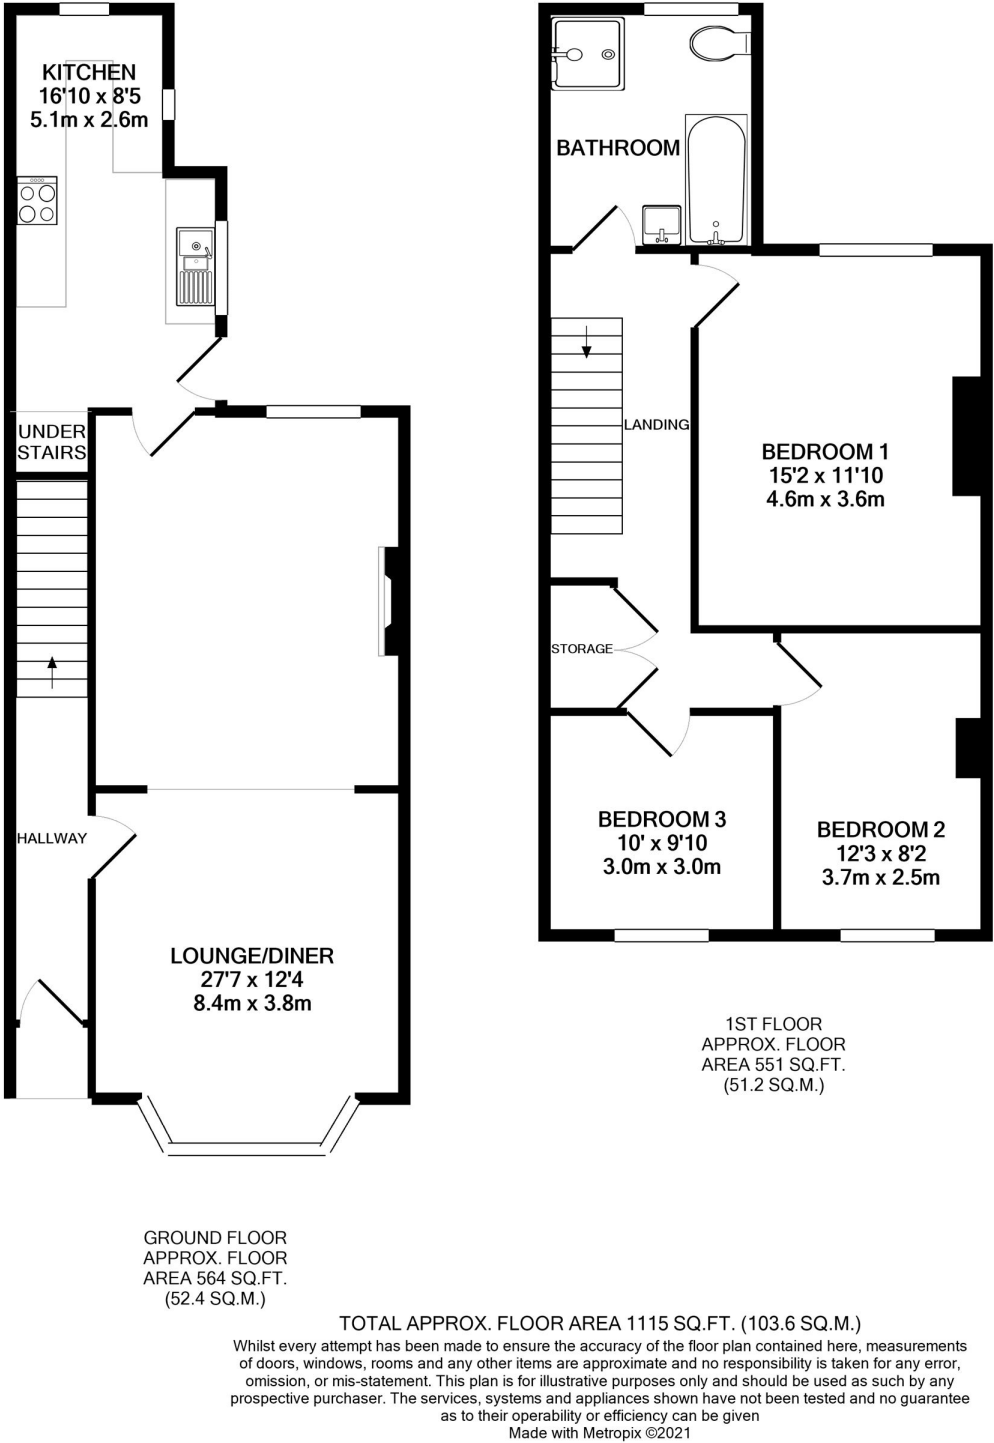 KITCHEN
16'10 x 8'5
5.1m x 2.6m
UNDER
STAIRS
HALLWAY
LOUNGE/DINER
27'7 x 12'4
8.4m x 3.8m
GROUND FLOOR
APPROX. FLOOR
AREA 564 SQ.FT.
(52.4 SQ.M.)
BATHROOM
LANDING
BEDROOM 1
15'2 x 11'10
4.6m x 3.6m
STORAGE
BEDROOM 3
10' x 9'10
3.0m x 3.0m
BEDROOM 2
12'3 x 8'2
3.7m x 2.5m
1ST FLOOR
APPROX. FLOOR
AREA 551 SQ.FT.
(51.2 SQ.M.)
TOTAL APPROX. FLOOR AREA 1115 SQ.FT. (103.6 SQ.M.)
Whilst every attempt has been made to ensure the accuracy of the floor plan contained here, measurements
of doors, windows, rooms and any other items are approximate and no responsibility is taken for any error,
omission, or mis-statement. This plan is for illustrative purposes only and should be used as such by any
prospective purchaser. The services, systems and appliances shown have not been tested and no guarantee
as to their operability or efficiency can be given
Made with Metropix ©2021